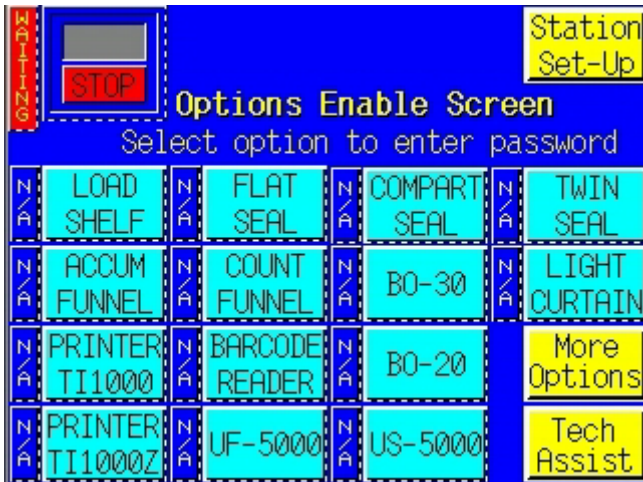 WAITING
STOP
Station
Set-Up
Options Enable Screen
Select option to enter password
N/A LOAD SHELF
N/A FLAT SEAL
N/A COMPART SEAL
N/A TWIN SEAL
N/A ACCUM FUNNEL
N/A COUNT FUNNEL
N/A BO-30
N/A LIGHT CURTAIN
N/A PRINTER TI1000
N/A BARCODE READER
N/A BO-20
More Options
N/A PRINTER TI1000Z
N/A UF-5000
N/A US-5000
Tech Assist